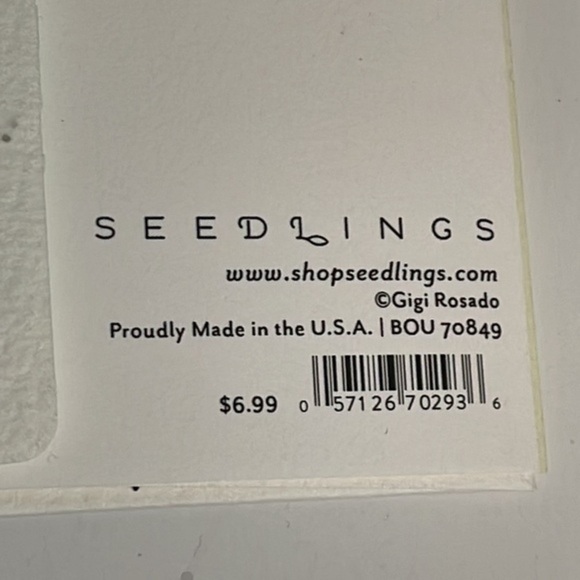 SEEDLINGS
www.shopseedlings.com
©Gigi Rosado
Proudly Made in the U.S.A. | BOU 70849
$6.99 0 57126 70293 6